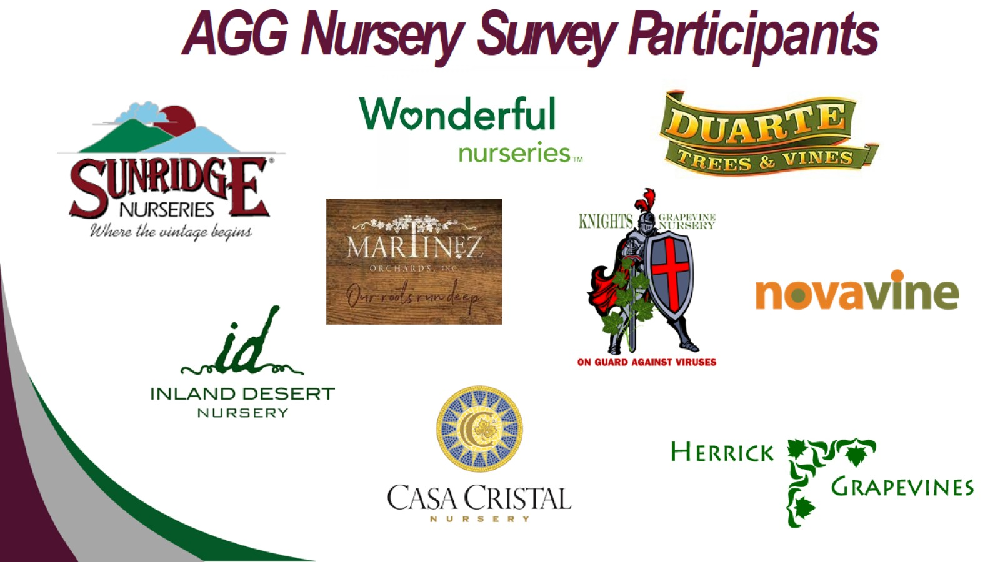 AGG Nursery Survey Participants
SUNRIDGE®
NURSERIES
Where the vintage begins
Wonderful
nurseries™
DUARTE
TREES & VINES
MARTINEZ
ORCHARDS, INC.
Our roots run deep.
KNIGHTS GRAPEVINE
NURSERY
ON GUARD AGAINST VIRUSES
novavine
id
INLAND DESERT
NURSERY
CC
CASA CRISTAL
NURSERY
HERRICK
GRAPEVINES